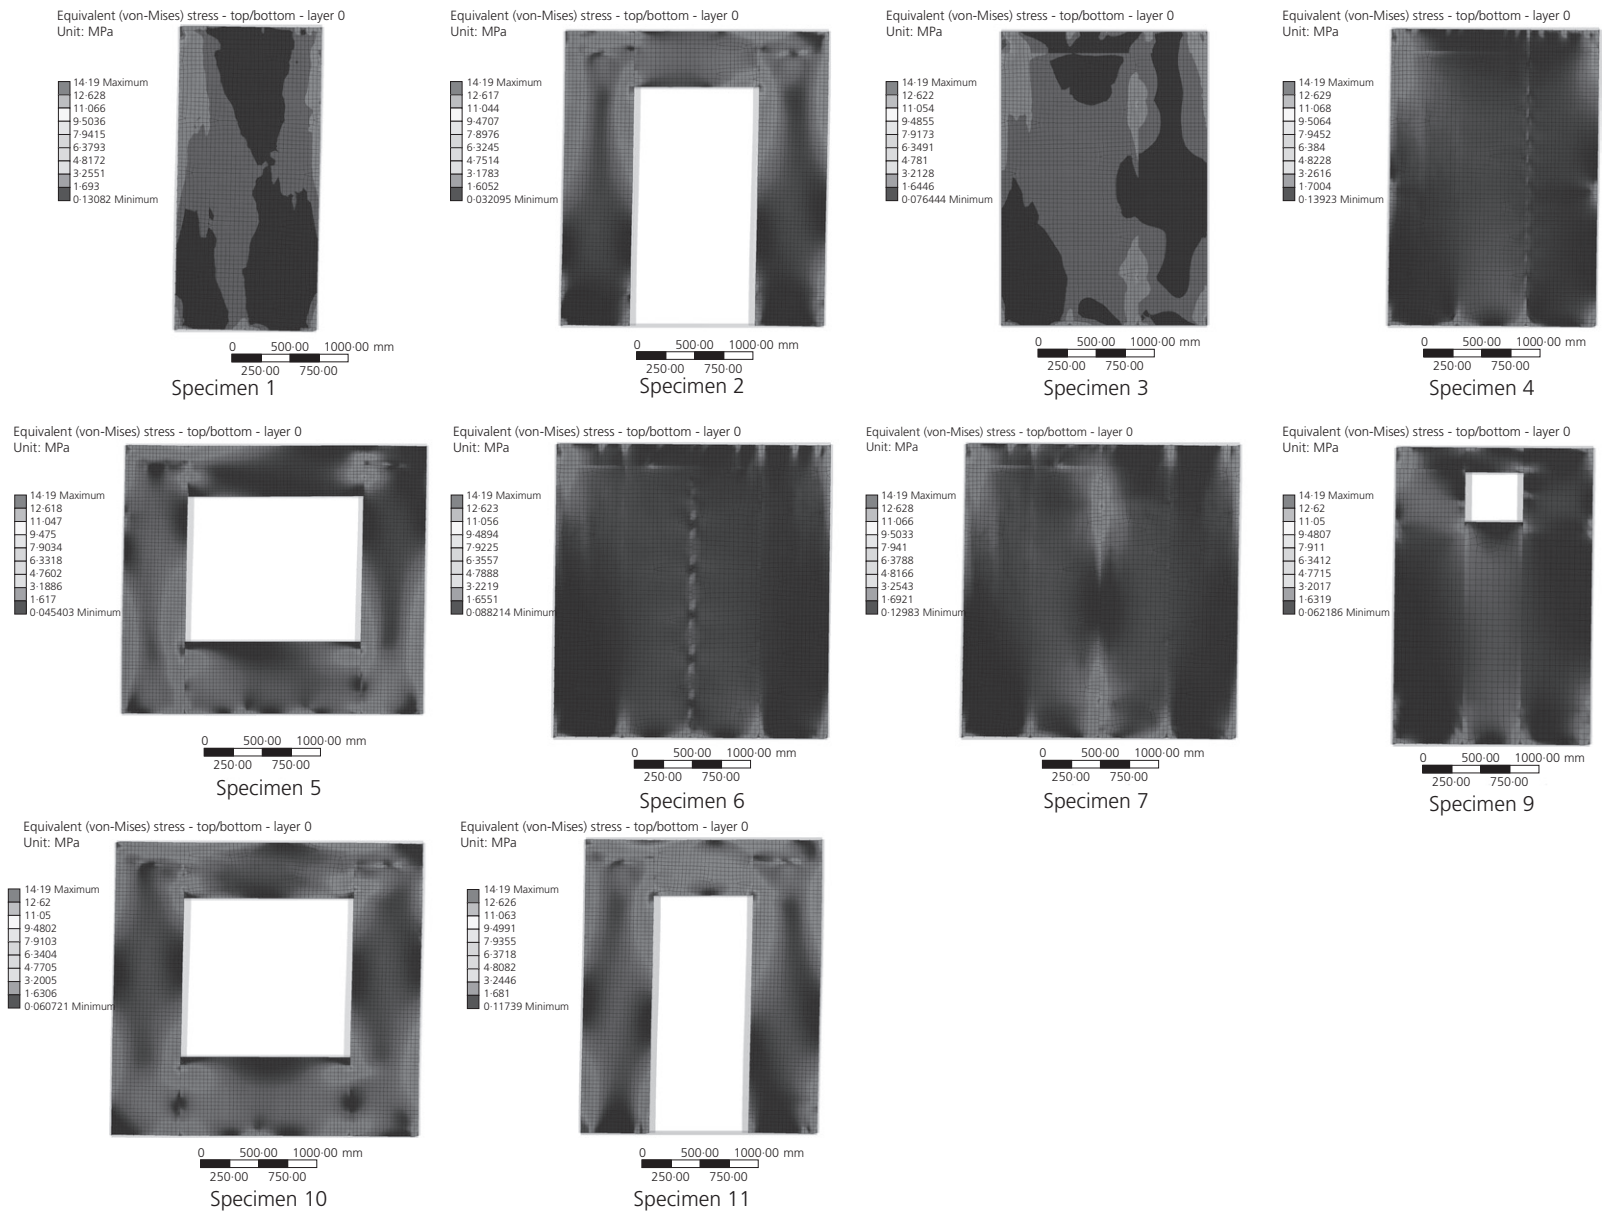 Equivalent (von-Mises) stress - top/bottom - layer 0
Unit: MPa
14·19 Maximum
12·628
11·066
9·5036
7·9415
6·3793
4·8172
3·2551
1·693
0·13082 Minimum
0 500·00 1000·00 mm
250·00 750·00
Specimen 1
Equivalent (von-Mises) stress - top/bottom - layer 0
Unit: MPa
14·19 Maximum
12·617
11·044
9·4707
7·8976
6·3245
4·7514
3·1783
1·6052
0·032095 Minimum
0 500·00 1000·00 mm
250·00 750·00
Specimen 2
Equivalent (von-Mises) stress - top/bottom - layer 0
Unit: MPa
14·19 Maximum
12·622
11·054
9·4855
7·9173
6·3491
4·781
3·2128
1·6446
0·076444 Minimum
0 500·00 1000·00 mm
250·00 750·00
Specimen 3
Equivalent (von-Mises) stress - top/bottom - layer 0
Unit: MPa
14·19 Maximum
12·629
11·068
9·5064
7·9452
6·384
4·8228
3·2616
1·7004
0·13923 Minimum
0 500·00 1000·00 mm
250·00 750·00
Specimen 4
Equivalent (von-Mises) stress - top/bottom - layer 0
Unit: MPa
14·19 Maximum
12·618
11·047
9·475
7·9034
6·3318
4·7602
3·1886
1·617
0·045403 Minimum
0 500·00 1000·00 mm
250·00 750·00
Specimen 5
Equivalent (von-Mises) stress - top/bottom - layer 0
Unit: MPa
14·19 Maximum
12·623
11·056
9·4894
7·9225
6·3557
4·7888
3·2219
1·6551
0·088214 Minimum
0 500·00 1000·00 mm
250·00 750·00
Specimen 6
Equivalent (von-Mises) stress - top/bottom - layer 0
Unit: MPa
14·19 Maximum
12·628
11·066
9·5033
7·941
6·3788
4·8166
3·2543
1·6921
0·12983 Minimum
0 500·00 1000·00 mm
250·00 750·00
Specimen 7
Equivalent (von-Mises) stress - top/bottom - layer 0
Unit: MPa
14·19 Maximum
12·62
11·05
9·4807
7·911
6·3412
4·7715
3·2017
1·6319
0·062186 Minimum
0 500·00 1000·00 mm
250·00 750·00
Specimen 9
Equivalent (von-Mises) stress - top/bottom - layer 0
Unit: MPa
14·19 Maximum
12·62
11·05
9·4802
7·9103
6·3404
4·7705
3·2005
1·6306
0·060721 Minimum
0 500·00 1000·00 mm
250·00 750·00
Specimen 10
Equivalent (von-Mises) stress - top/bottom - layer 0
Unit: MPa
14·19 Maximum
12·626
11·063
9·4991
7·9355
6·3718
4·8082
3·2446
1·681
0·11739 Minimum
0 500·00 1000·00 mm
250·00 750·00
Specimen 11